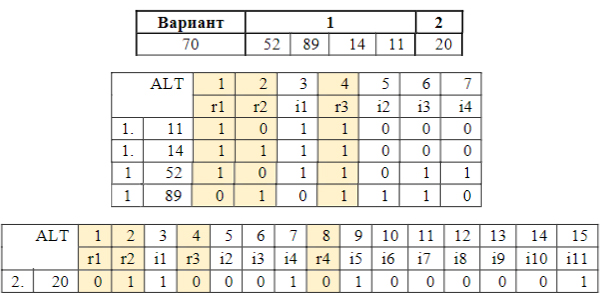 Вариант 1 2
70 52 89 14 11 20
ALT 1 2 3 4 5 6 7
r1 r2 i1 r3 i2 i3 i4
1. 11 1 0 1 1 0 0 0
1. 14 1 1 1 1 0 0 0
1 52 1 0 1 1 0 1 1
1 89 0 1 0 1 1 1 0
ALT 1 2 3 4 5 6 7 8 9 10 11 12 13 14 15
r1 r2 i1 r3 i2 i3 i4 r4 i5 i6 i7 i8 i9 i10 i11
2. 20 0 1 1 0 0 0 1 0 1 0 0 0 0 0 1